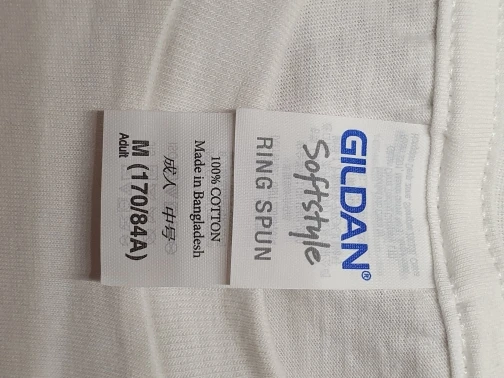 GILDAN®
Softstyle
RING SPUN
100% COTTON
Made in Bangladesh
成人 中号
M (170/84A)
Adult